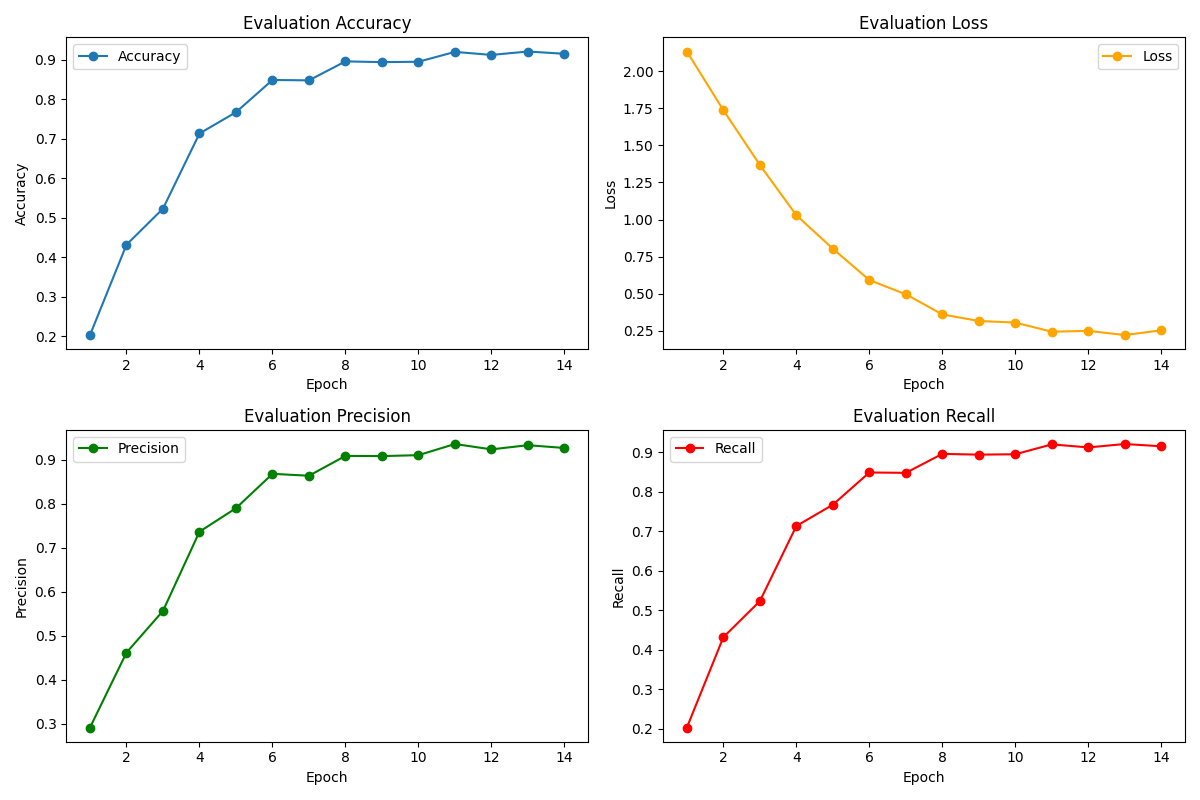 Evaluation Accuracy
Accuracy
Accuracy
0.9
0.8
0.7
0.6
0.5
0.4
0.3
0.2
2 4 6 8 10 12 14
Epoch
Evaluation Loss
Loss
Loss
2.00
1.75
1.50
1.25
1.00
0.75
0.50
0.25
2 4 6 8 10 12 14
Epoch
Evaluation Precision
Precision
Precision
0.9
0.8
0.7
0.6
0.5
0.4
0.3
2 4 6 8 10 12 14
Epoch
Evaluation Recall
Recall
Recall
0.9
0.8
0.7
0.6
0.5
0.4
0.3
0.2
2 4 6 8 10 12 14
Epoch